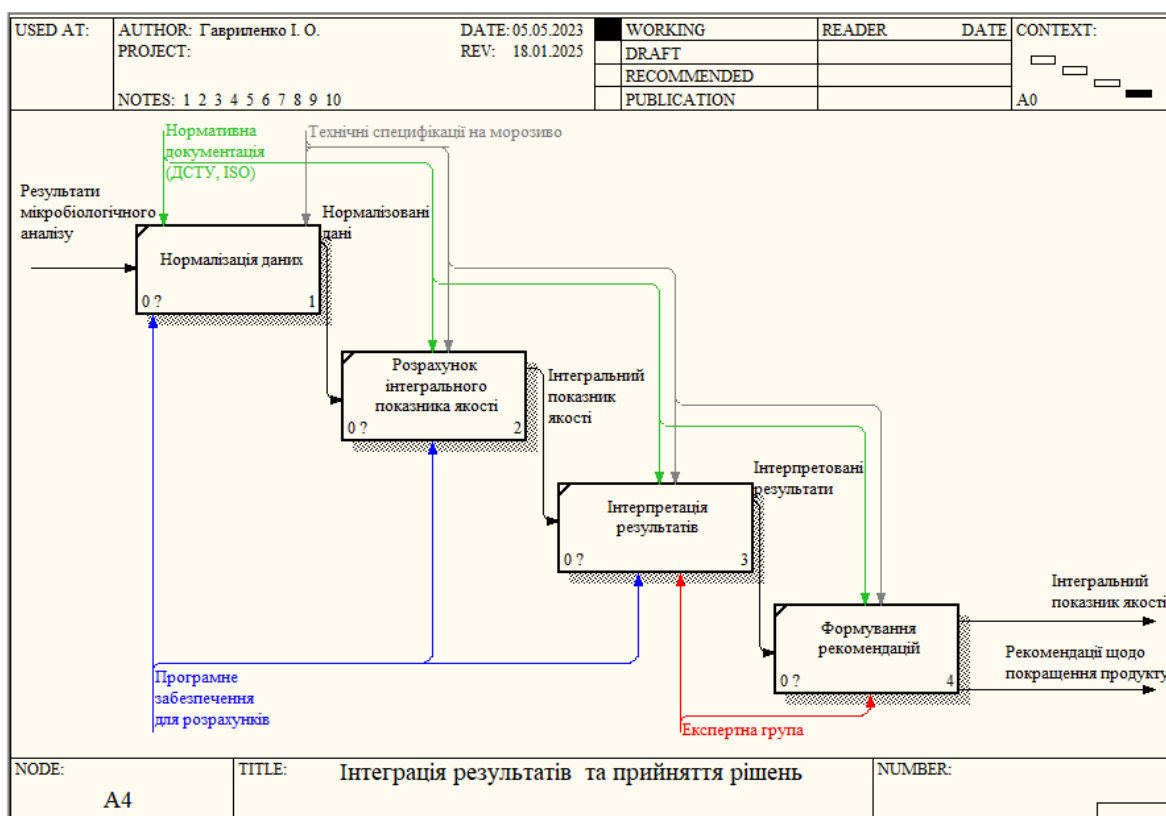 USED AT:
AUTHOR: Гавриленко І. О.
DATE: 05.05.2023
PROJECT:
REV: 18.01.2025
NOTES: 1 2 3 4 5 6 7 8 9 10
WORKING
DRAFT
RECOMMENDED
PUBLICATION
READER
DATE
CONTEXT:
A0
Нормативна
документація
(ДСТУ, ISO)
Технічні специфікації на морозиво
Результати
мікробіологічного
аналізу
Нормалізовані
дані
Нормалізація даних
0 ?
1
Розрахунок
інтегрального
показника якості
0 ?
2
Інтегральний
показник
якості
Інтерпретація
результатів
0 ?
3
Інтерпретовані
результати
Формування
рекомендацій
0 ?
4
Інтегральний
показник якості
Рекомендації щодо
покращення продукту
Програмне
забезпечення
для розрахунків
Експертна група
NODE:
A4
TITLE:
Інтеграція результатів та прийняття рішень
NUMBER: